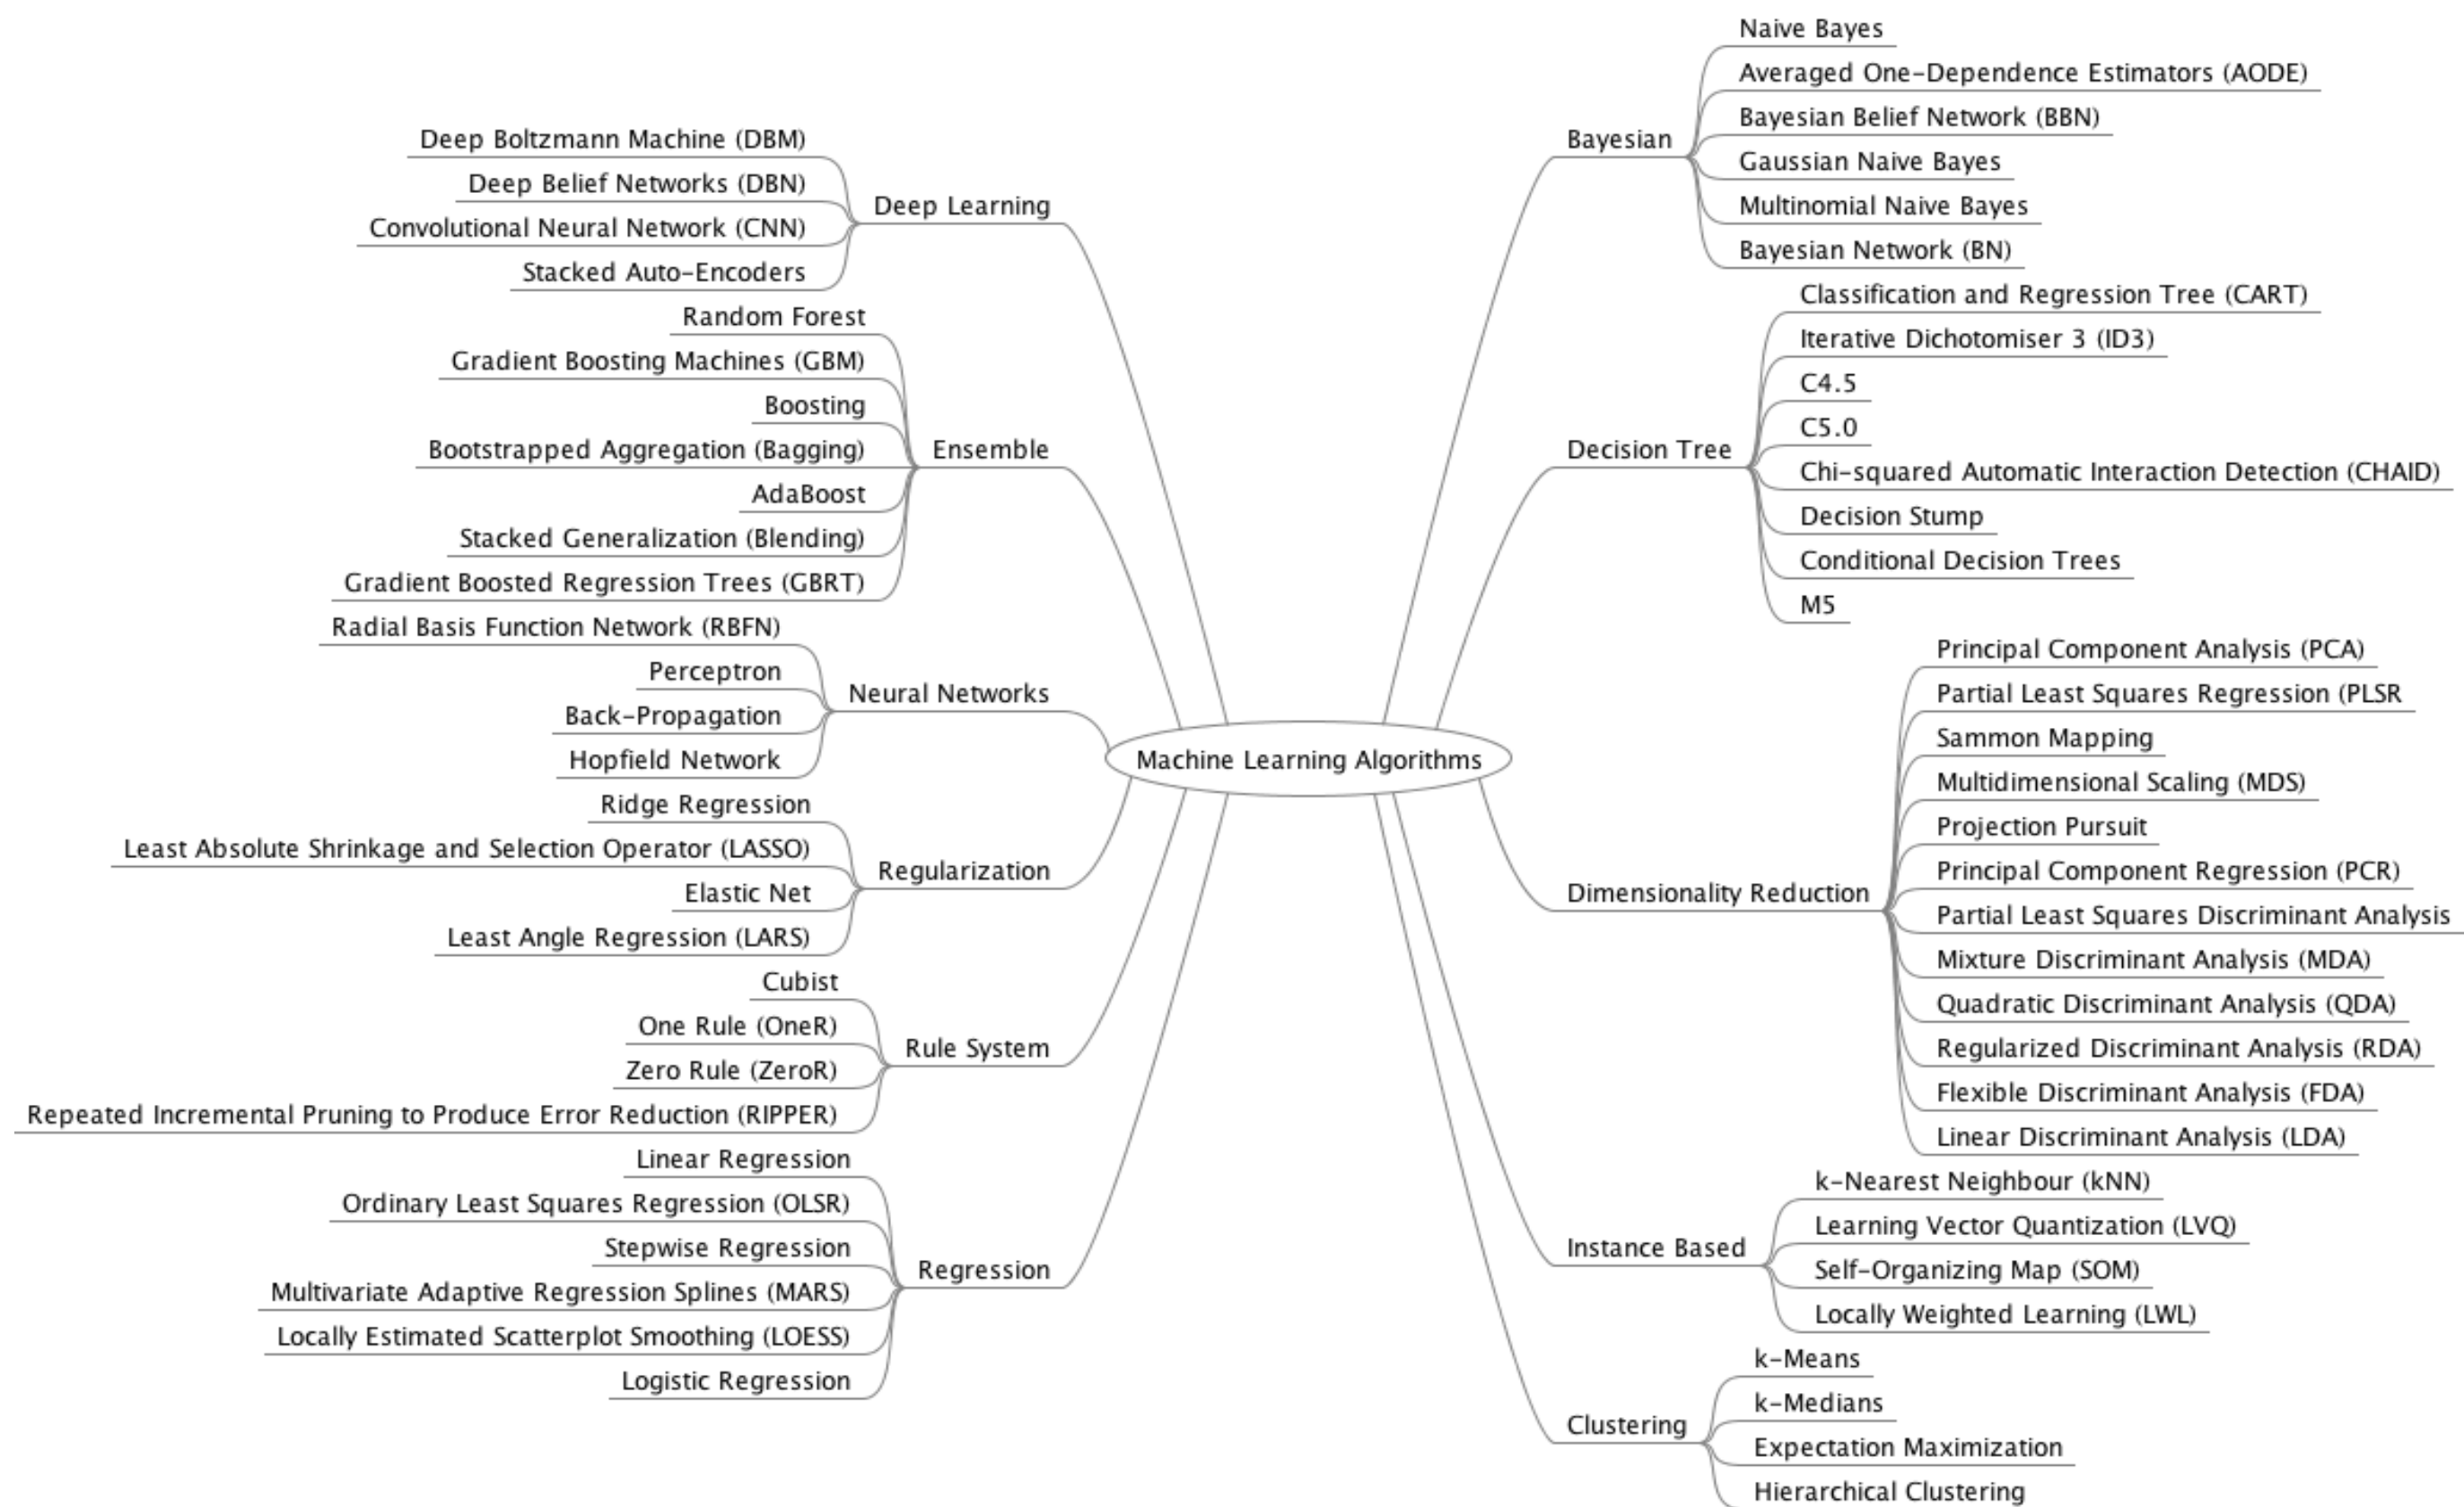 Machine Learning Algorithms
Deep Learning
Deep Boltzmann Machine (DBM)
Deep Belief Networks (DBN)
Convolutional Neural Network (CNN)
Stacked Auto-Encoders
Ensemble
Random Forest
Gradient Boosting Machines (GBM)
Boosting
Bootstrapped Aggregation (Bagging)
AdaBoost
Stacked Generalization (Blending)
Gradient Boosted Regression Trees (GBRT)
Neural Networks
Radial Basis Function Network (RBFN)
Perceptron
Back-Propagation
Hopfield Network
Regularization
Ridge Regression
Least Absolute Shrinkage and Selection Operator (LASSO)
Elastic Net
Least Angle Regression (LARS)
Rule System
Cubist
One Rule (OneR)
Zero Rule (ZeroR)
Repeated Incremental Pruning to Produce Error Reduction (RIPPER)
Regression
Linear Regression
Ordinary Least Squares Regression (OLSR)
Stepwise Regression
Multivariate Adaptive Regression Splines (MARS)
Locally Estimated Scatterplot Smoothing (LOESS)
Logistic Regression
Bayesian
Naive Bayes
Averaged One-Dependence Estimators (AODE)
Bayesian Belief Network (BBN)
Gaussian Naive Bayes
Multinomial Naive Bayes
Bayesian Network (BN)
Decision Tree
Classification and Regression Tree (CART)
Iterative Dichotomiser 3 (ID3)
C4.5
C5.0
Chi-squared Automatic Interaction Detection (CHAID)
Decision Stump
Conditional Decision Trees
M5
Dimensionality Reduction
Principal Component Analysis (PCA)
Partial Least Squares Regression (PLSR
Sammon Mapping
Multidimensional Scaling (MDS)
Projection Pursuit
Principal Component Regression (PCR)
Partial Least Squares Discriminant Analysis
Mixture Discriminant Analysis (MDA)
Quadratic Discriminant Analysis (QDA)
Regularized Discriminant Analysis (RDA)
Flexible Discriminant Analysis (FDA)
Linear Discriminant Analysis (LDA)
Instance Based
k-Nearest Neighbour (kNN)
Learning Vector Quantization (LVQ)
Self-Organizing Map (SOM)
Locally Weighted Learning (LWL)
Clustering
k-Means
k-Medians
Expectation Maximization
Hierarchical Clustering